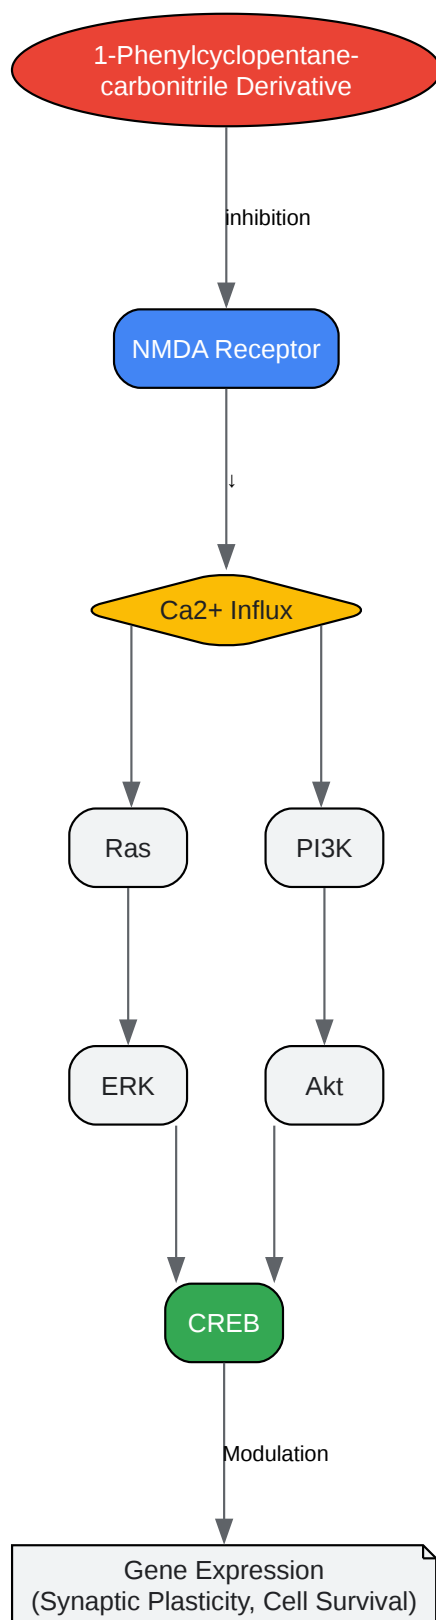 1-Phenylcyclopentane-
carbonitrile Derivative
inhibition
NMDA Receptor
↓
Ca2+ Influx
Ras
PI3K
ERK
Akt
CREB
Modulation
Gene Expression
(Synaptic Plasticity, Cell Survival)